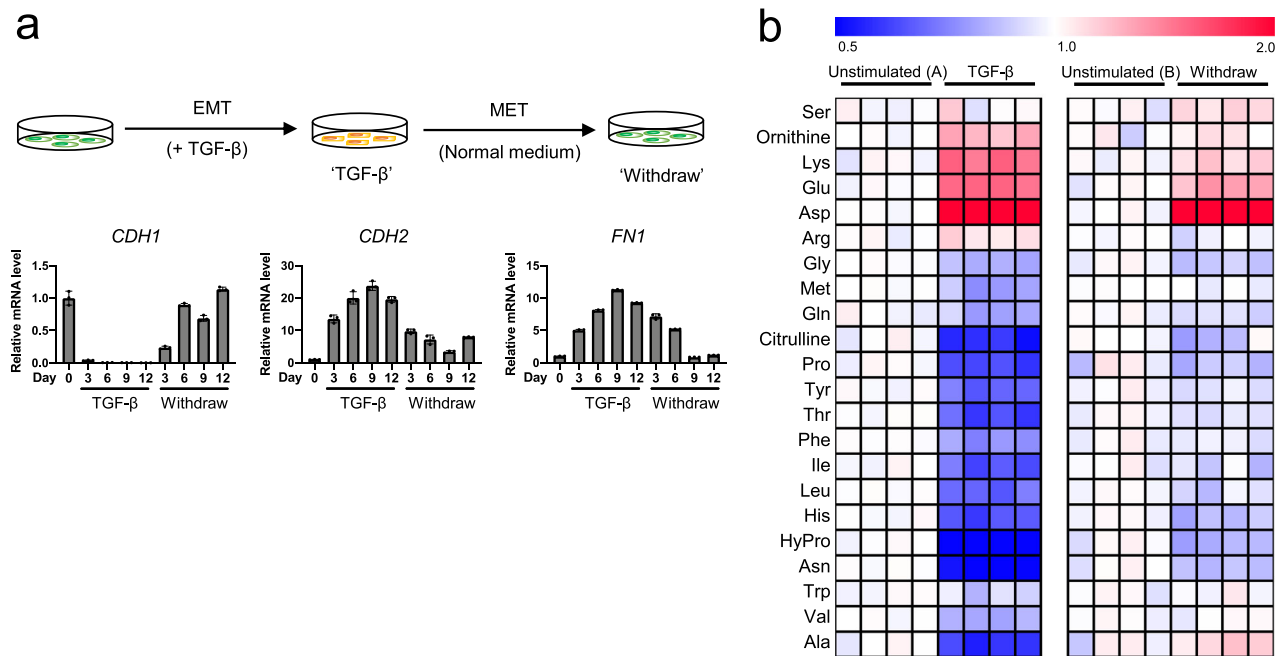 a
EMT
(+ TGF-β)
MET
(Normal medium)
‘TGF-β’
‘Withdraw’
CDH1
Relative mRNA level
1.5
1.0
0.5
0.0
Day 0 3 6 9 12 3 6 9 12
TGF-β Withdraw
CDH2
Relative mRNA level
30
20
10
0
Day 0 3 6 9 12 3 6 9 12
TGF-β Withdraw
FN1
Relative mRNA level
15
10
5
0
Day 0 3 6 9 12 3 6 9 12
TGF-β Withdraw
b
0.5 1.0 2.0
Unstimulated (A) TGF-β Unstimulated (B) Withdraw
Ser
Ornithine
Lys
Glu
Asp
Arg
Gly
Met
Gln
Citrulline
Pro
Tyr
Thr
Phe
Ile
Leu
His
HyPro
Asn
Trp
Val
Ala